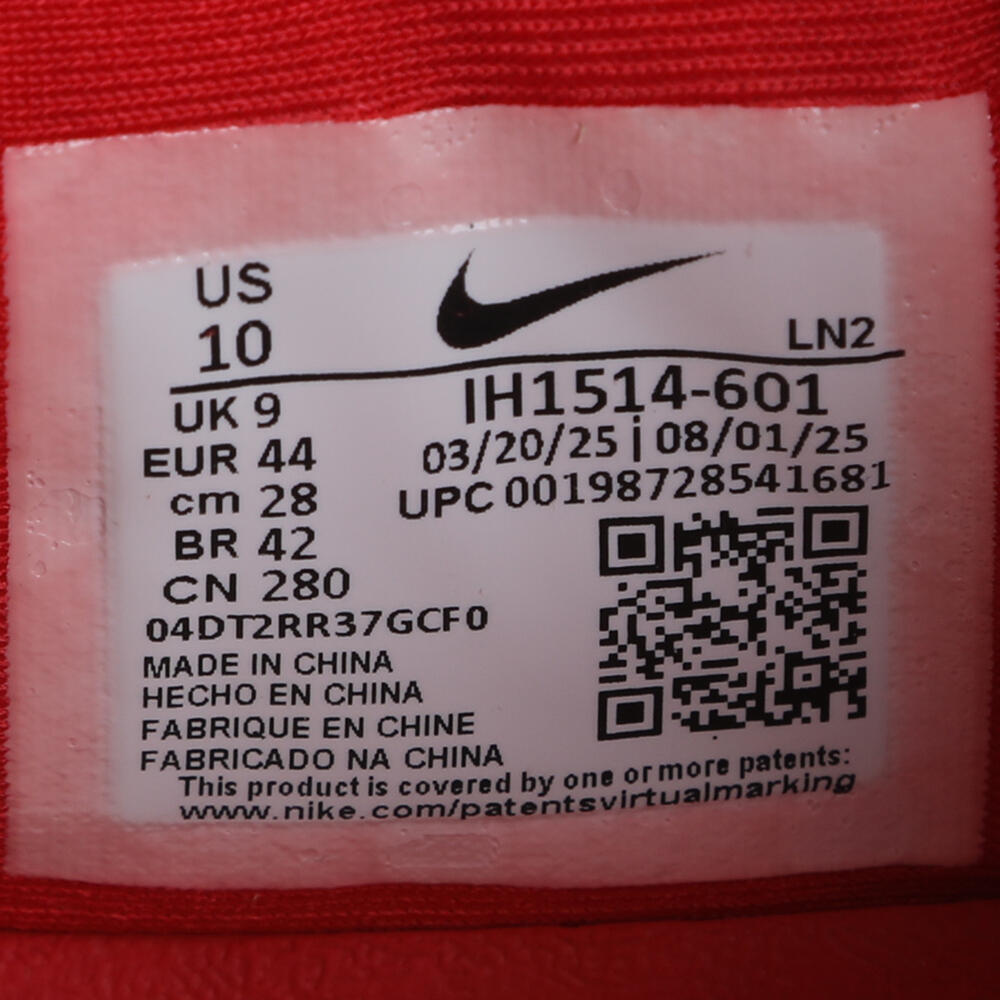 US
10
LN2
UK 9
IH1514-601
EUR 44
03/20/25 | 08/01/25
cm 28
UPC 00198728541681
BR 42
CN 280
04DT2RR37GCF0
MADE IN CHINA
HECHO EN CHINA
FABRIQUE EN CHINE
FABRICADO NA CHINA
This product is covered by one or more patents:
www.nike.com/patentsvirtualmarking